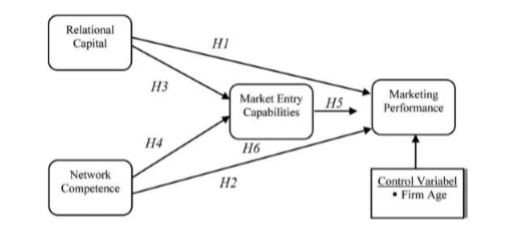 Relational
Capital
H1
H3
Market Entry
Capabilities
H5
Marketing
Performance
H4
H6
Network
Competence
H2
Control Variabel
▪ Firm Age